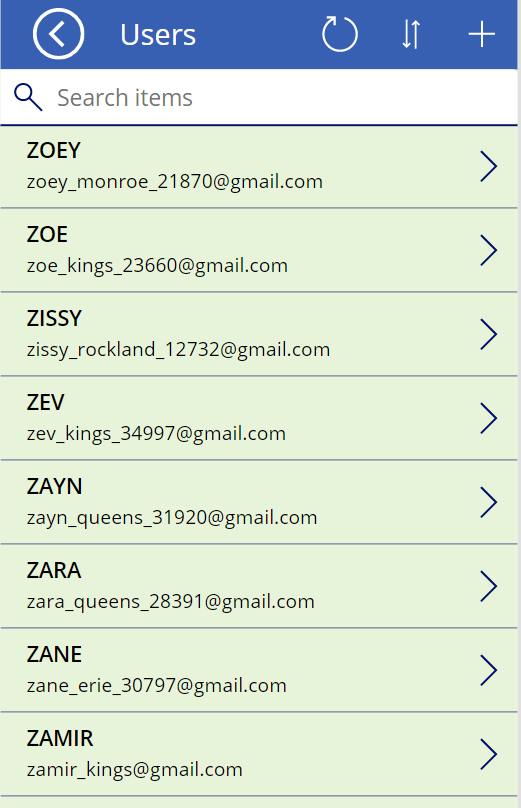 Users
Search items
ZOEY
zoey_monroe_21870@gmail.com
ZOE
zoe_kings_23660@gmail.com
ZISSY
zissy_rockland_12732@gmail.com
ZEV
zev_kings_34997@gmail.com
ZAYN
zayn_queens_31920@gmail.com
ZARA
zara_queens_28391@gmail.com
ZANE
zane_erie_30797@gmail.com
ZAMIR
zamir_kings@gmail.com